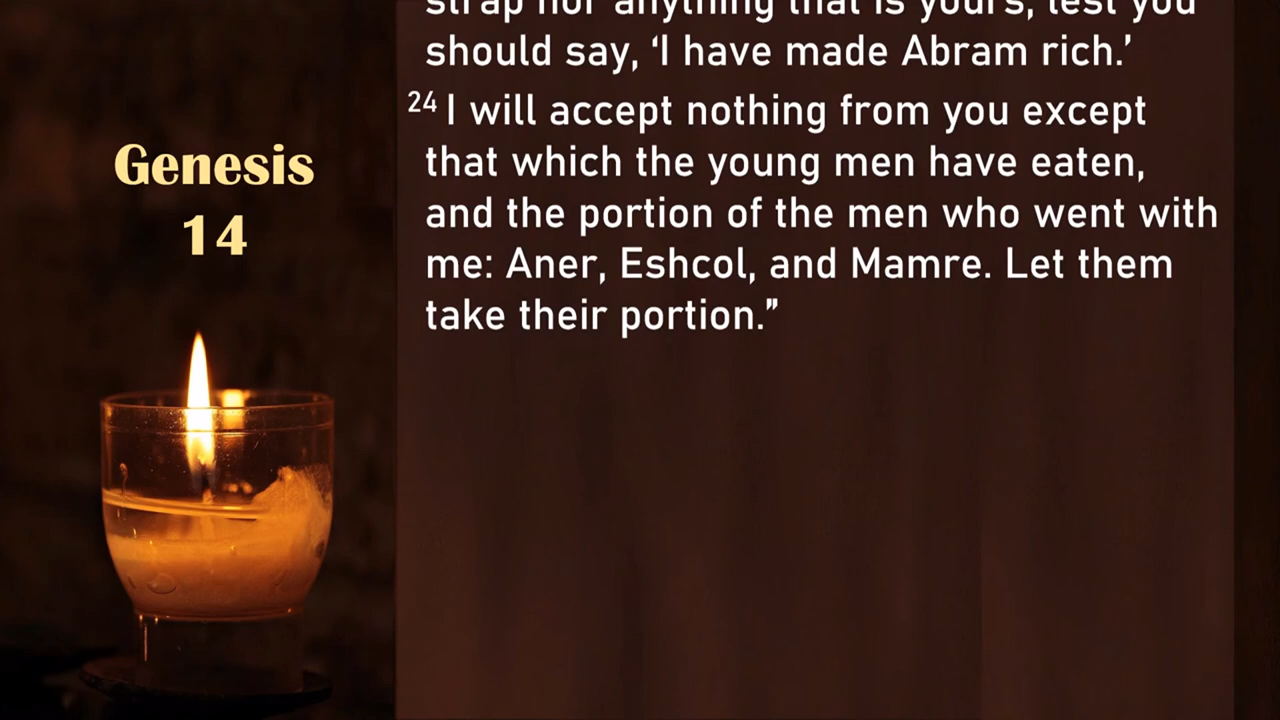 Genesis
14
strap nor anything that is yours, lest you
should say, ‘I have made Abram rich.’
24 I will accept nothing from you except
that which the young men have eaten,
and the portion of the men who went with
me: Aner, Eshcol, and Mamre. Let them
take their portion.”